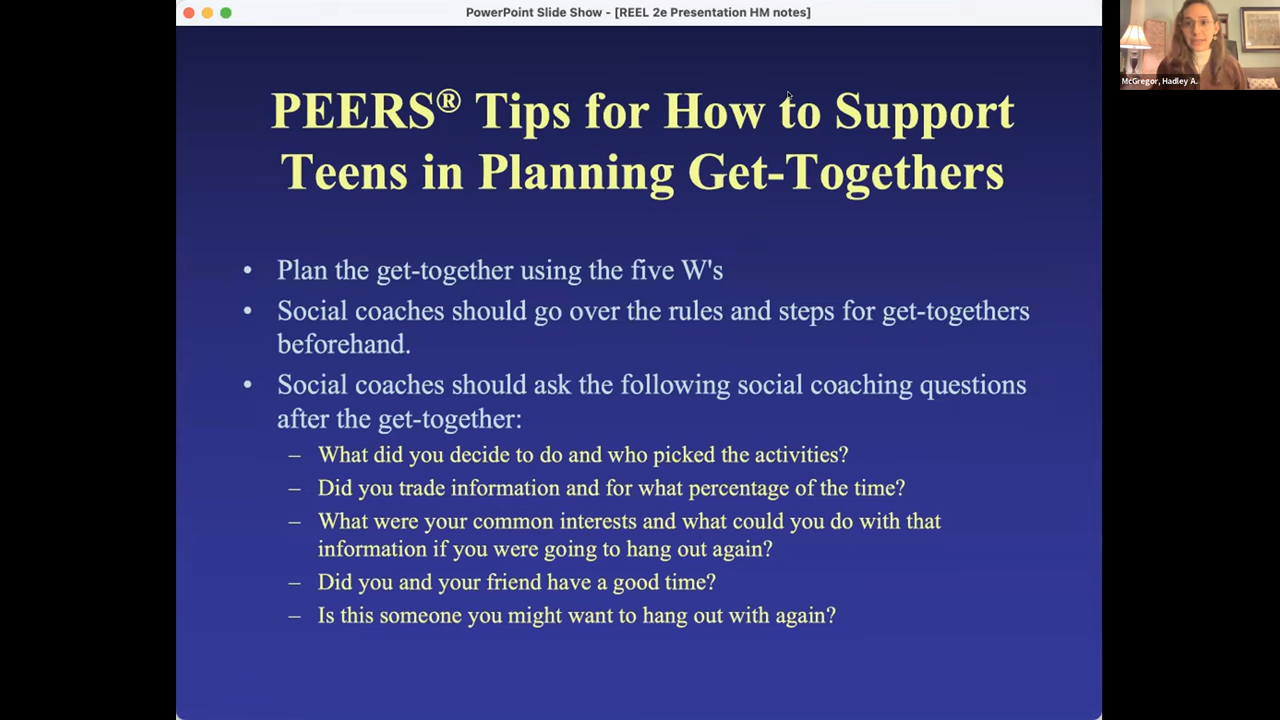 PowerPoint Slide Show - [REEL 2e Presentation HM notes]
McGregor, Hadley A.
PEERS® Tips for How to Support
Teens in Planning Get-Togethers
• Plan the get-together using the five W's
• Social coaches should go over the rules and steps for get-togethers
beforehand.
• Social coaches should ask the following social coaching questions
after the get-together:
– What did you decide to do and who picked the activities?
– Did you trade information and for what percentage of the time?
– What were your common interests and what could you do with that
information if you were going to hang out again?
– Did you and your friend have a good time?
– Is this someone you might want to hang out with again?